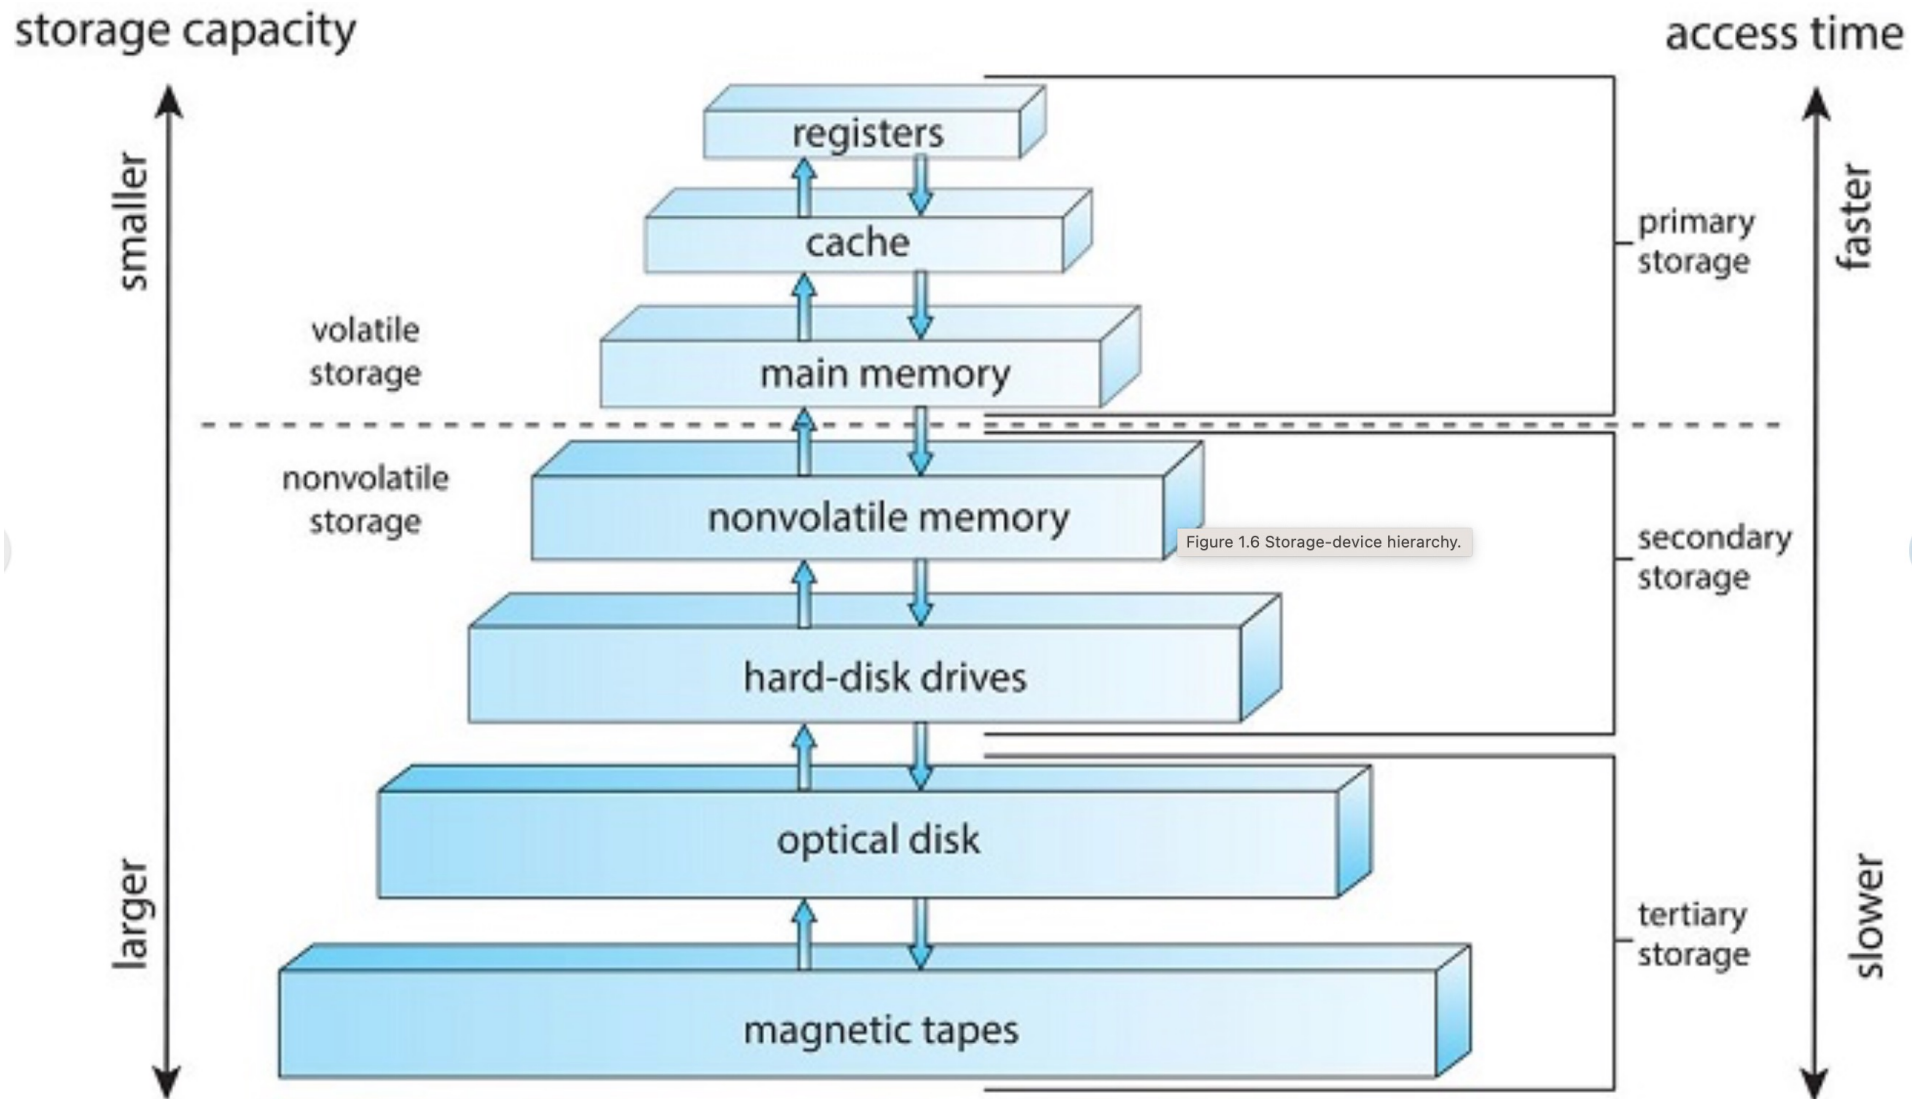 storage capacity
access time
smaller
larger
volatile
storage
nonvolatile
storage
registers
cache
main memory
nonvolatile memory
Figure 1.6 Storage-device hierarchy.
hard-disk drives
optical disk
magnetic tapes
primary
storage
secondary
storage
tertiary
storage
faster
slower